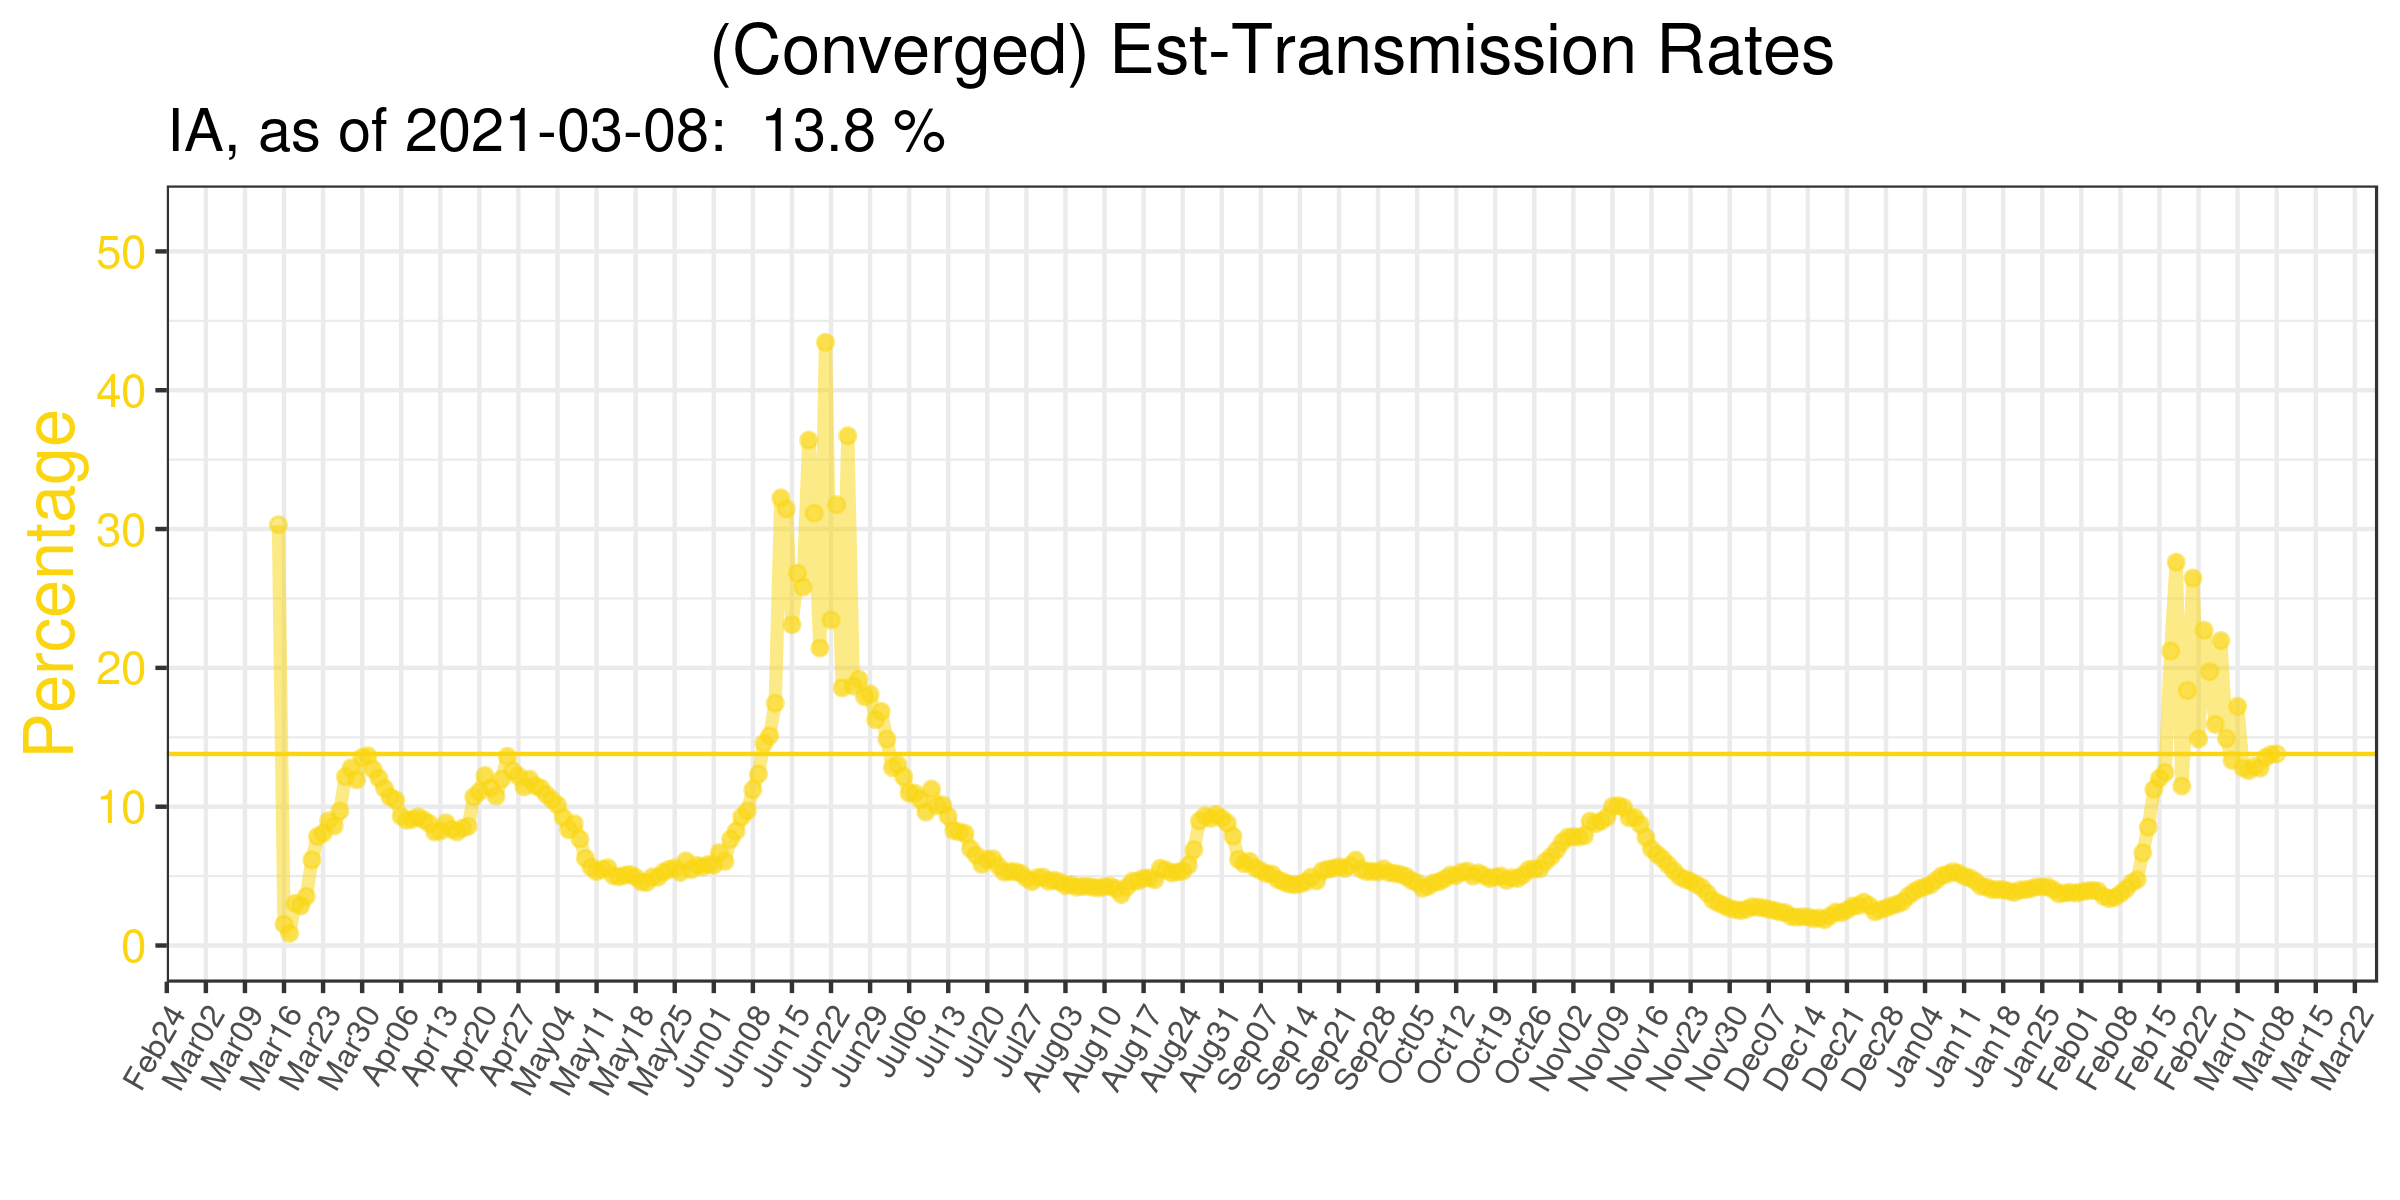 (Converged) Est-Transmission Rates
IA, as of 2021-03-08:  13.8 %
Percentage
50
40
30
20
10
0
Feb24
Mar02
Mar09
Mar16
Mar23
Mar30
Apr06
Apr13
Apr20
Apr27
May04
May11
May18
May25
Jun01
Jun08
Jun15
Jun22
Jun29
Jul06
Jul13
Jul20
Jul27
Aug03
Aug10
Aug17
Aug24
Aug31
Sep07
Sep14
Sep21
Sep28
Oct05
Oct12
Oct19
Oct26
Nov02
Nov09
Nov16
Nov23
Nov30
Dec07
Dec14
Dec21
Dec28
Jan04
Jan11
Jan18
Jan25
Feb01
Feb08
Feb15
Feb22
Mar01
Mar08
Mar15
Mar22